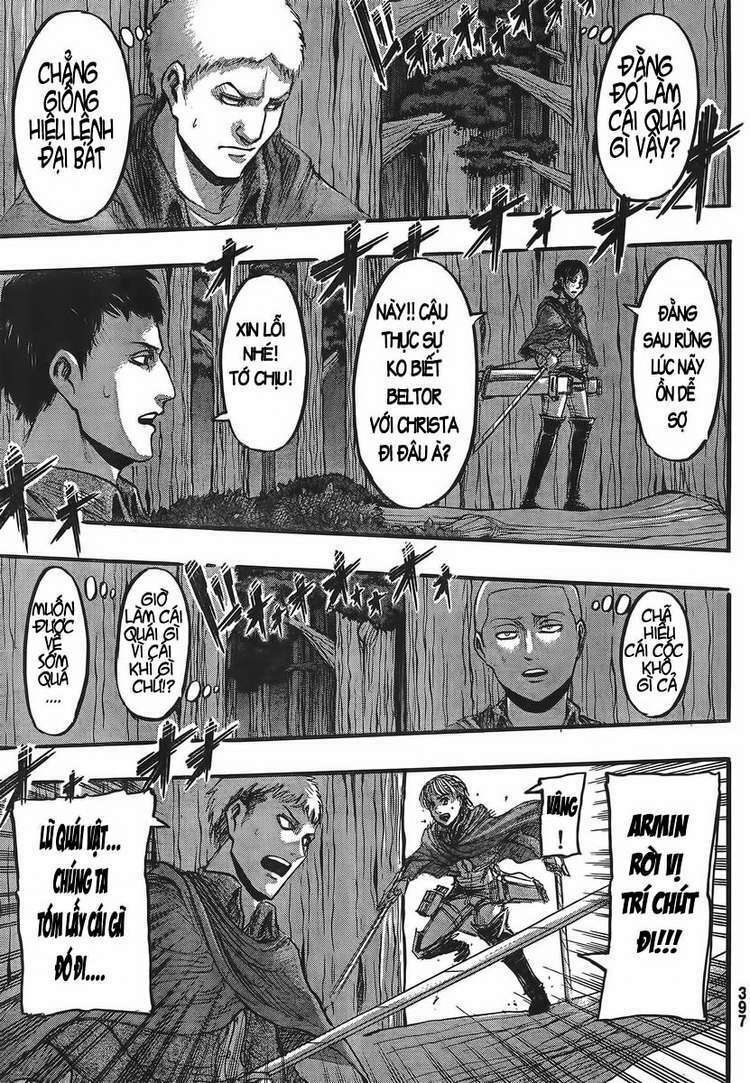 ĐẰNG
ĐÓ LÀM
CÁI QUÁI
GÌ VẬY?
CHẲNG
GIỐNG
HIỆU LỆNH
ĐẠI BÁT
ĐẰNG
SAU RỪNG
LÚC NÃY
ỒN DỄ
SỢ
NÀY!! CẬU
THỰC SỰ
KO BIẾT
BELTOR
VỚI CHRISTA
ĐI ĐÂU À?
XIN LỖI
NHÉ!
TỚ CHỊU!
CHẢ HIỂU
CÁI CÓC
KHÔ
GÌ CẢ
GIỜ
LÀM CÁI
QUÁI GÌ
VÌ CÁI
KHỈ GÌ
CHỨ!?
MUỐN
ĐƯỢC
VỀ
SỚM
QUÁ
....
ARMIN
RỜI VỊ
TRÍ CHÚT
ĐI!!!
VÂNG
!
LŨ QUÁI VẬT...
CHÚNG TA
TÓM LẤY CÁI GÃ
ĐÓ ĐI....
397